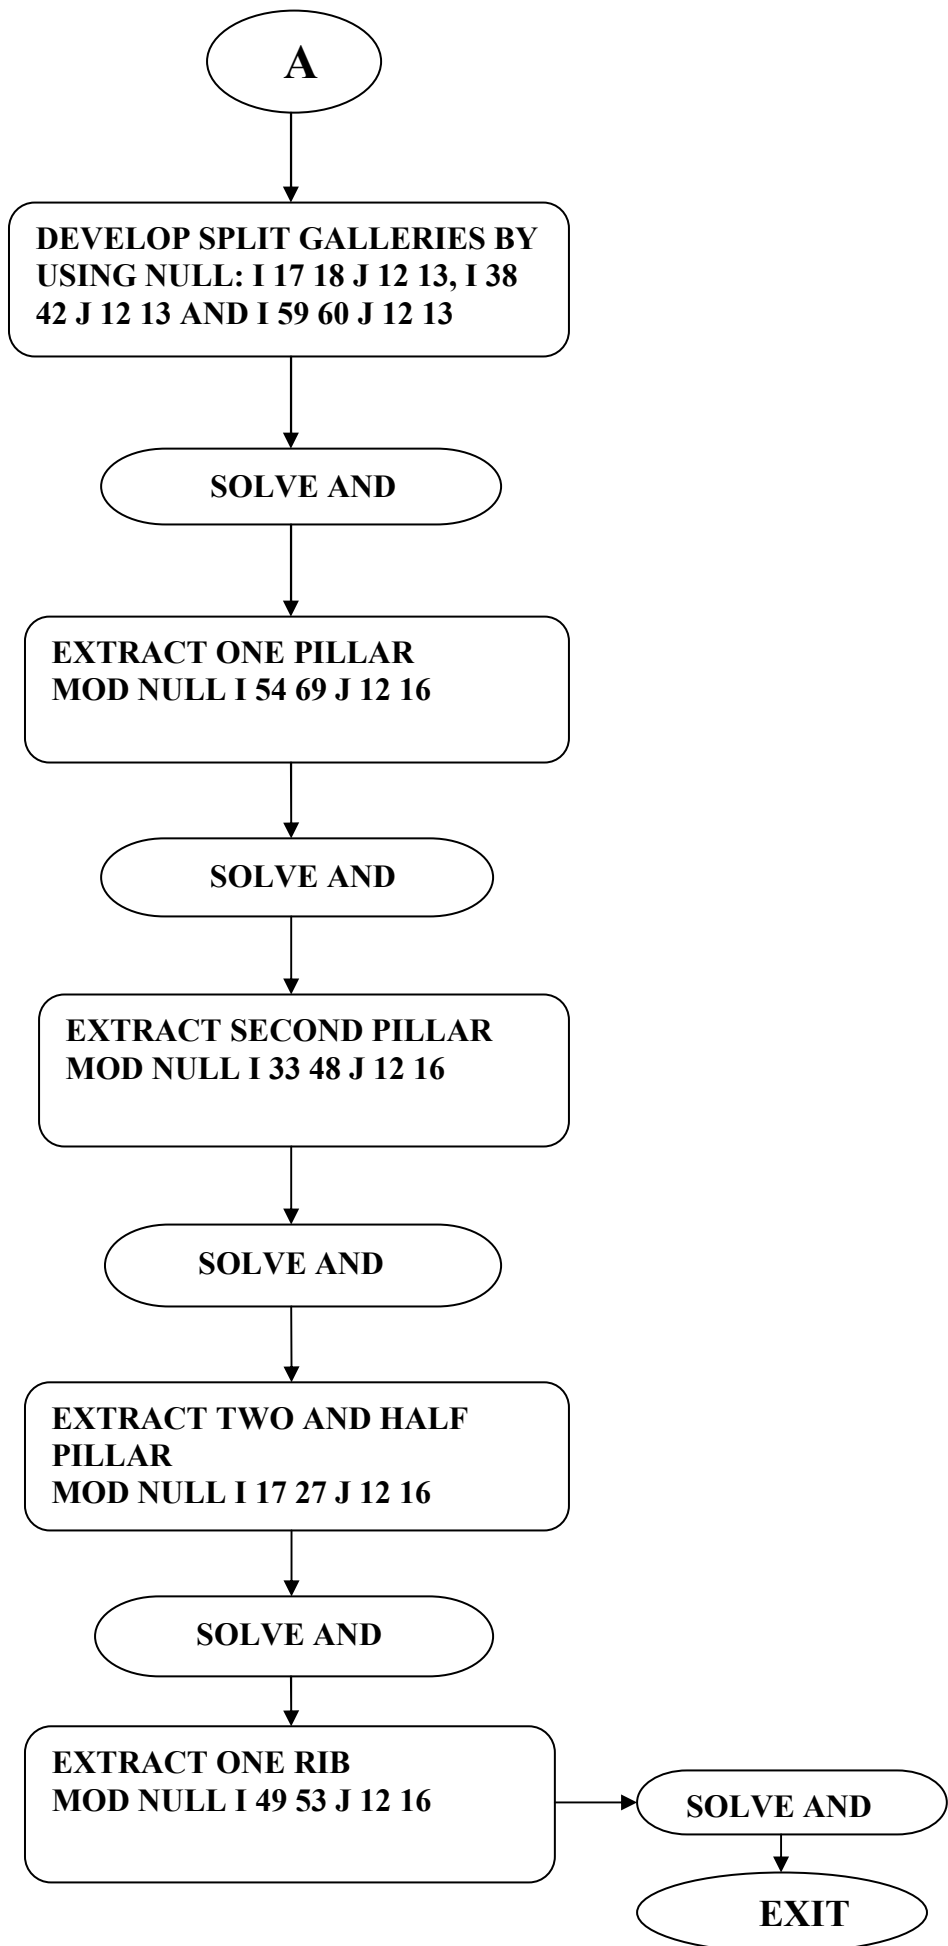 A
DEVELOP SPLIT GALLERIES BY
USING NULL: I 17 18 J 12 13, I 38
42 J 12 13 AND I 59 60 J 12 13
SOLVE AND
EXTRACT ONE PILLAR
MOD NULL I 54 69 J 12 16
SOLVE AND
EXTRACT SECOND PILLAR
MOD NULL I 33 48 J 12 16
SOLVE AND
EXTRACT TWO AND HALF
PILLAR
MOD NULL I 17 27 J 12 16
SOLVE AND
EXTRACT ONE RIB
MOD NULL I 49 53 J 12 16
SOLVE AND
EXIT